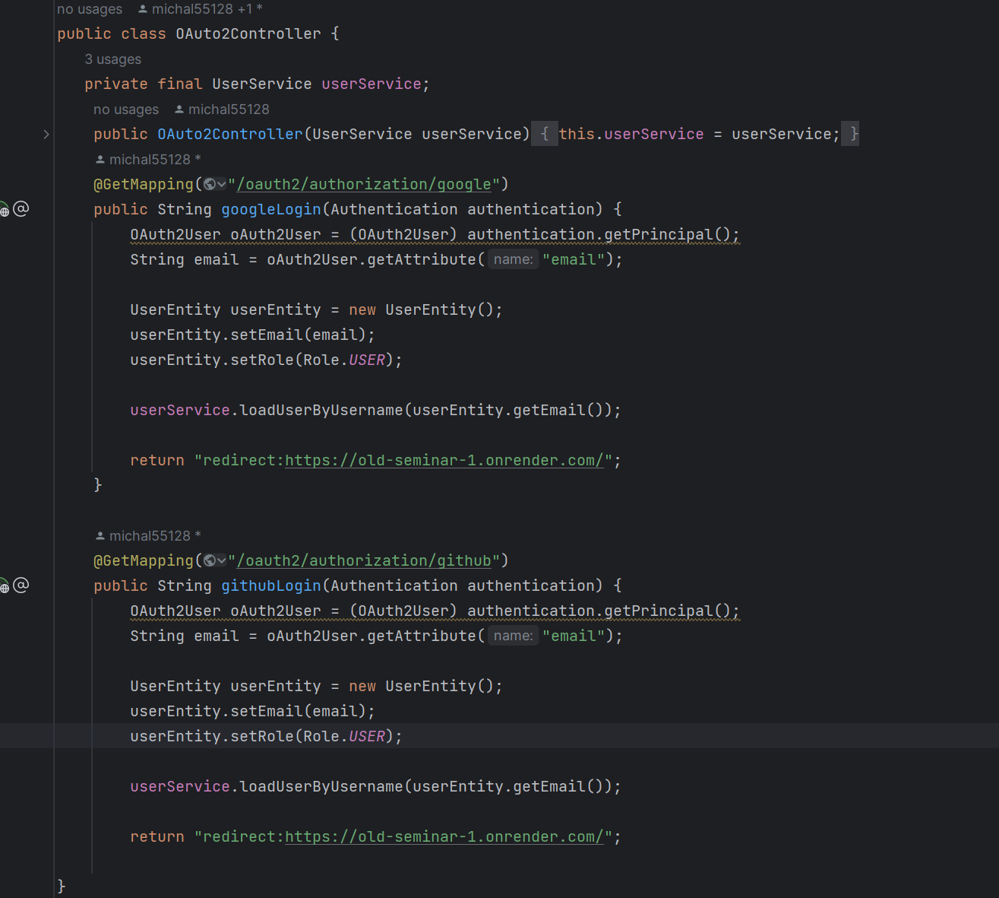 no usages michal55128 +1 *
public class OAuto2Controller {
3 usages
private final UserService userService;
no usages michal55128
public OAuto2Controller(UserService userService) { this.userService = userService; }
michal55128 *
@GetMapping("/oauth2/authorization/google")
public String googleLogin(Authentication authentication) {
OAuth2User oAuth2User = (OAuth2User) authentication.getPrincipal();
String email = oAuth2User.getAttribute( name: "email");
UserEntity userEntity = new UserEntity();
userEntity.setEmail(email);
userEntity.setRole(Role.USER);
userService.loadUserByUsername(userEntity.getEmail());
return "redirect:https://old-seminar-1.onrender.com/";
}
michal55128 *
@GetMapping("/oauth2/authorization/github")
public String githubLogin(Authentication authentication) {
OAuth2User oAuth2User = (OAuth2User) authentication.getPrincipal();
String email = oAuth2User.getAttribute( name: "email");
UserEntity userEntity = new UserEntity();
userEntity.setEmail(email);
userEntity.setRole(Role.USER);
userService.loadUserByUsername(userEntity.getEmail());
return "redirect:https://old-seminar-1.onrender.com/";
}